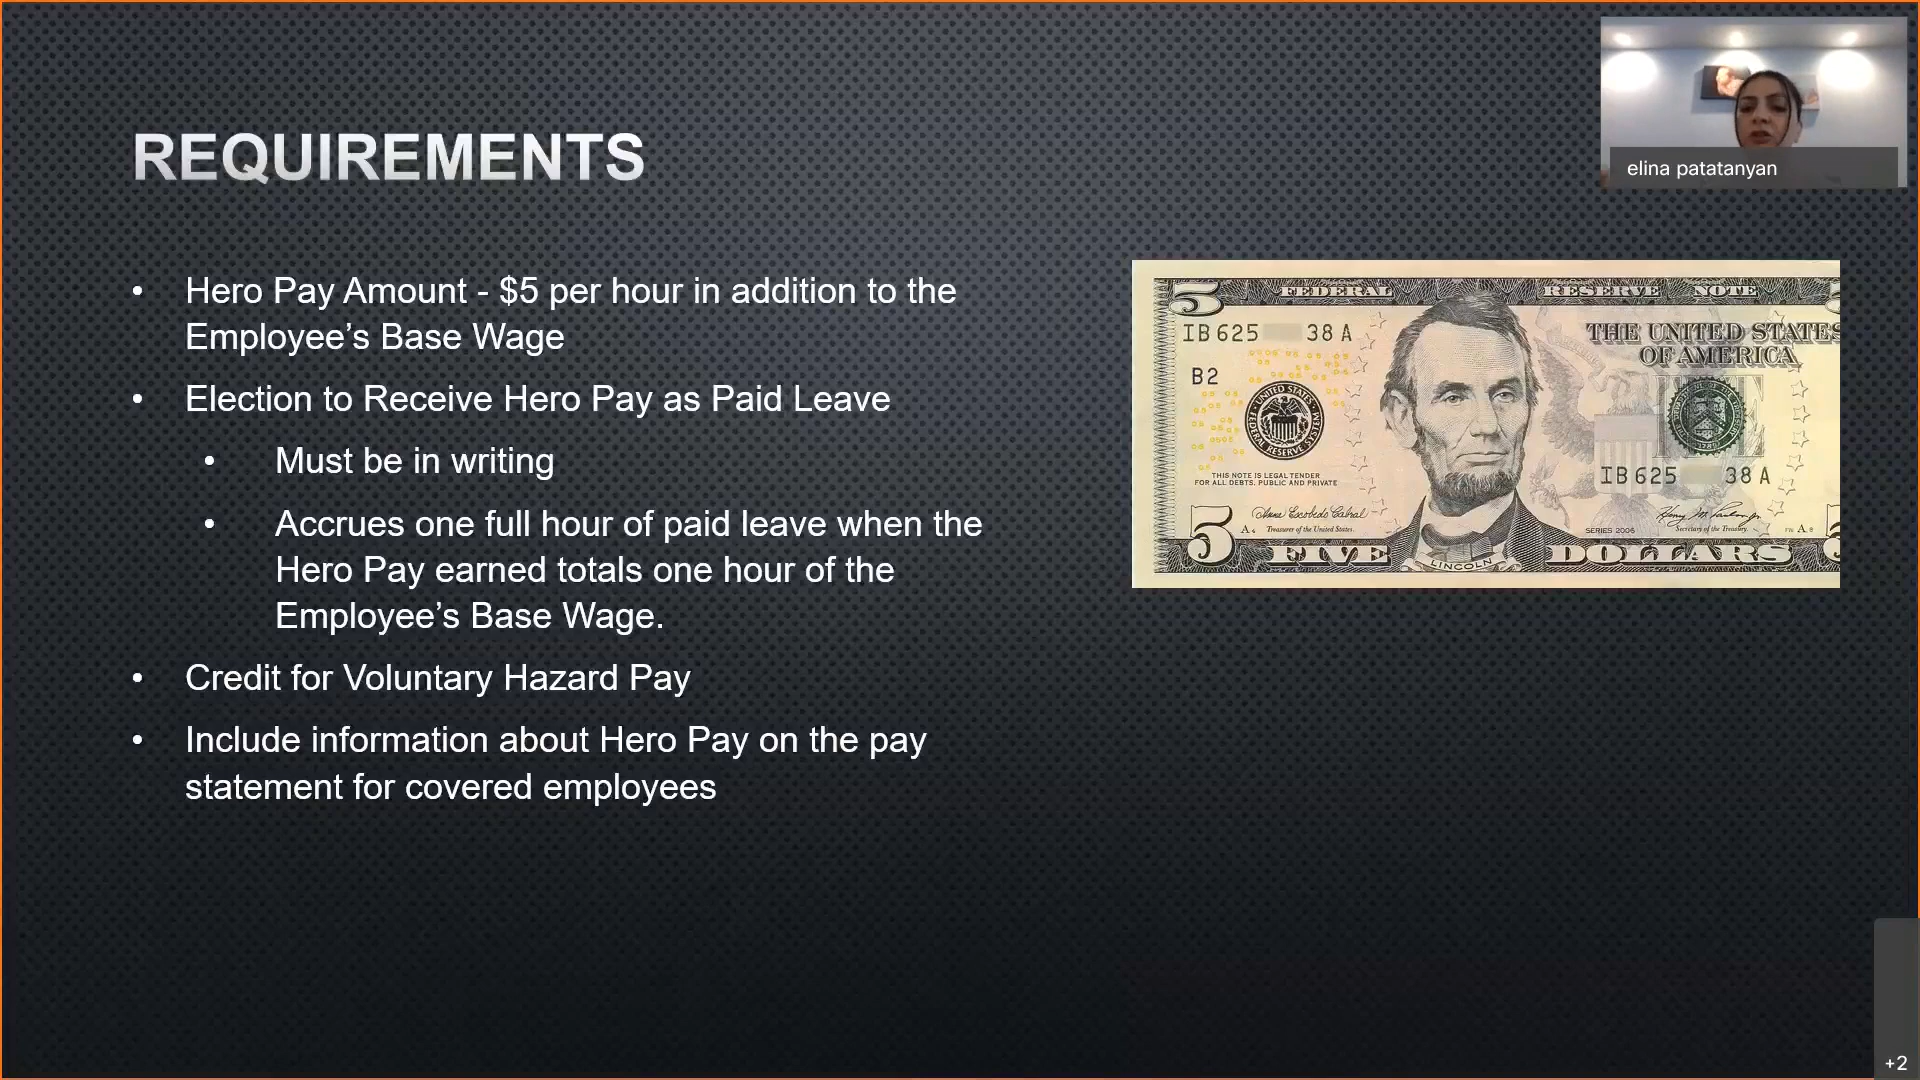 REQUIREMENTS
elina patatanyan
• Hero Pay Amount - $5 per hour in addition to the
Employee’s Base Wage
• Election to Receive Hero Pay as Paid Leave
• Must be in writing
• Accrues one full hour of paid leave when the
Hero Pay earned totals one hour of the
Employee’s Base Wage.
• Credit for Voluntary Hazard Pay
• Include information about Hero Pay on the pay
statement for covered employees
5 FEDERAL RESERVE NOTE
IB 625 38 A
THE UNITED STATES
OF AMERICA
B2
UNITED STATES FEDERAL RESERVE SYSTEM
IB 625 38 A
THIS NOTE IS LEGAL TENDER
FOR ALL DEBTS, PUBLIC AND PRIVATE
Treasurer of the United States.
SERIES 2006
Secretary of the Treasury.
5 FIVE DOLLARS
LINCOLN
+2